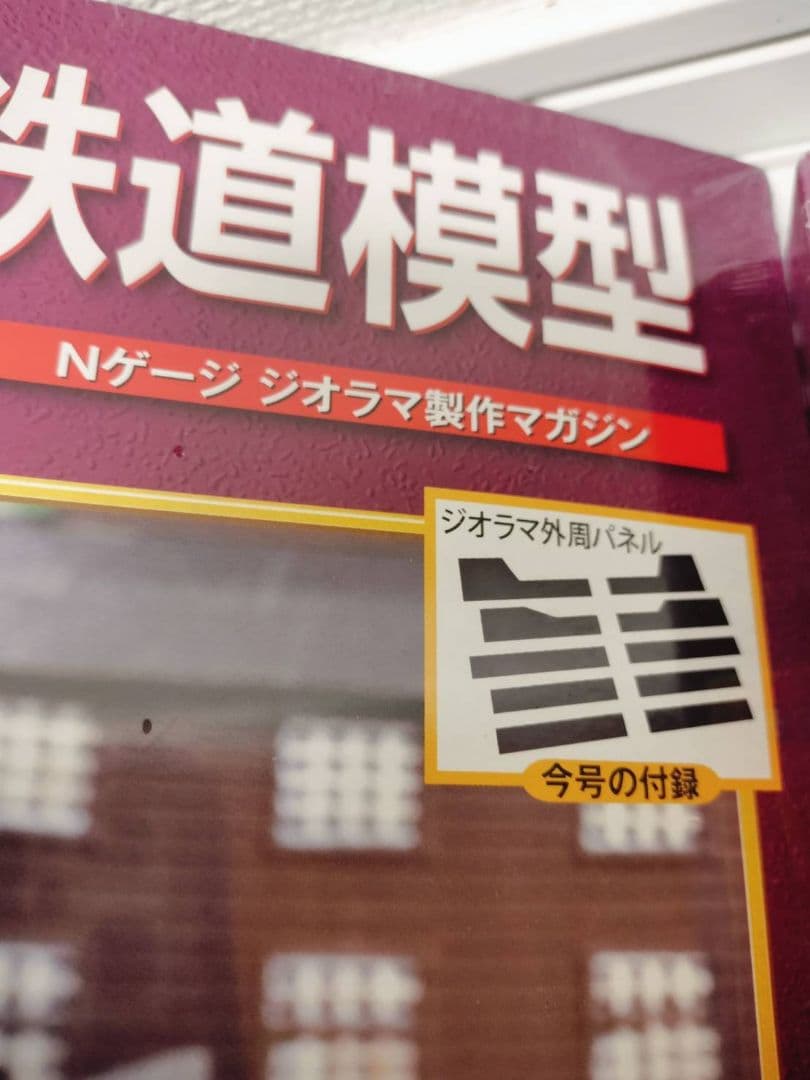 鉄道模型
Nゲージ ジオラマ製作マガジン
ジオラマ外周パネル
今号の付録